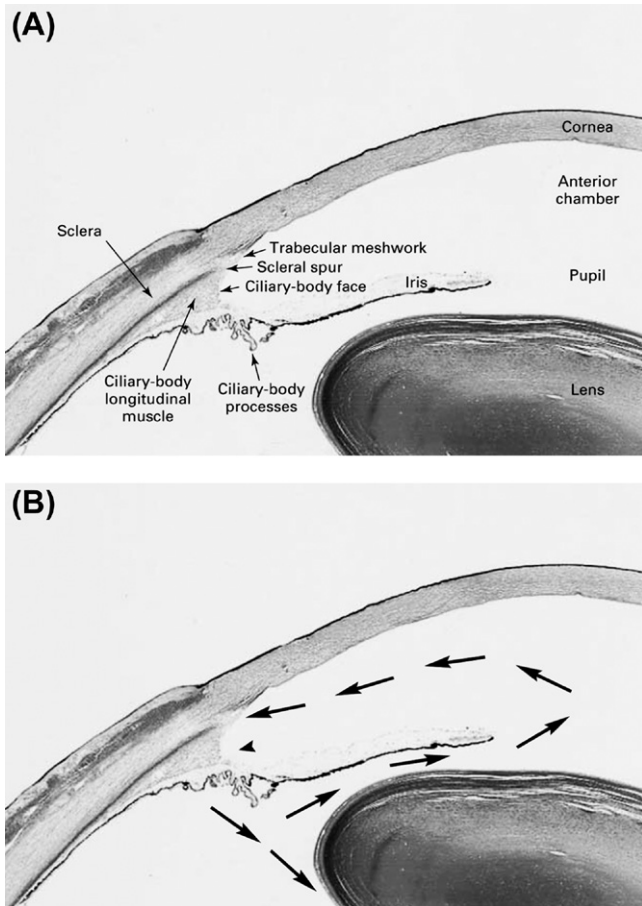 (A)
Cornea
Anterior
chamber
Sclera
Trabecular meshwork
Scleral spur
Ciliary-body face
Iris
Pupil
Ciliary-body
longitudinal
muscle
Ciliary-body
processes
Lens
(B)